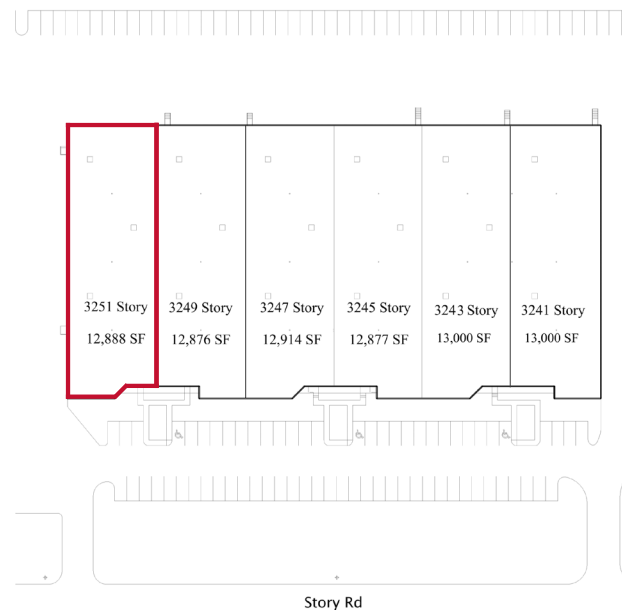 3251 Story
12,888 SF
3249 Story
12,876 SF
3247 Story
12,914 SF
3245 Story
12,877 SF
3243 Story
13,000 SF
3241 Story
13,000 SF
Story Rd